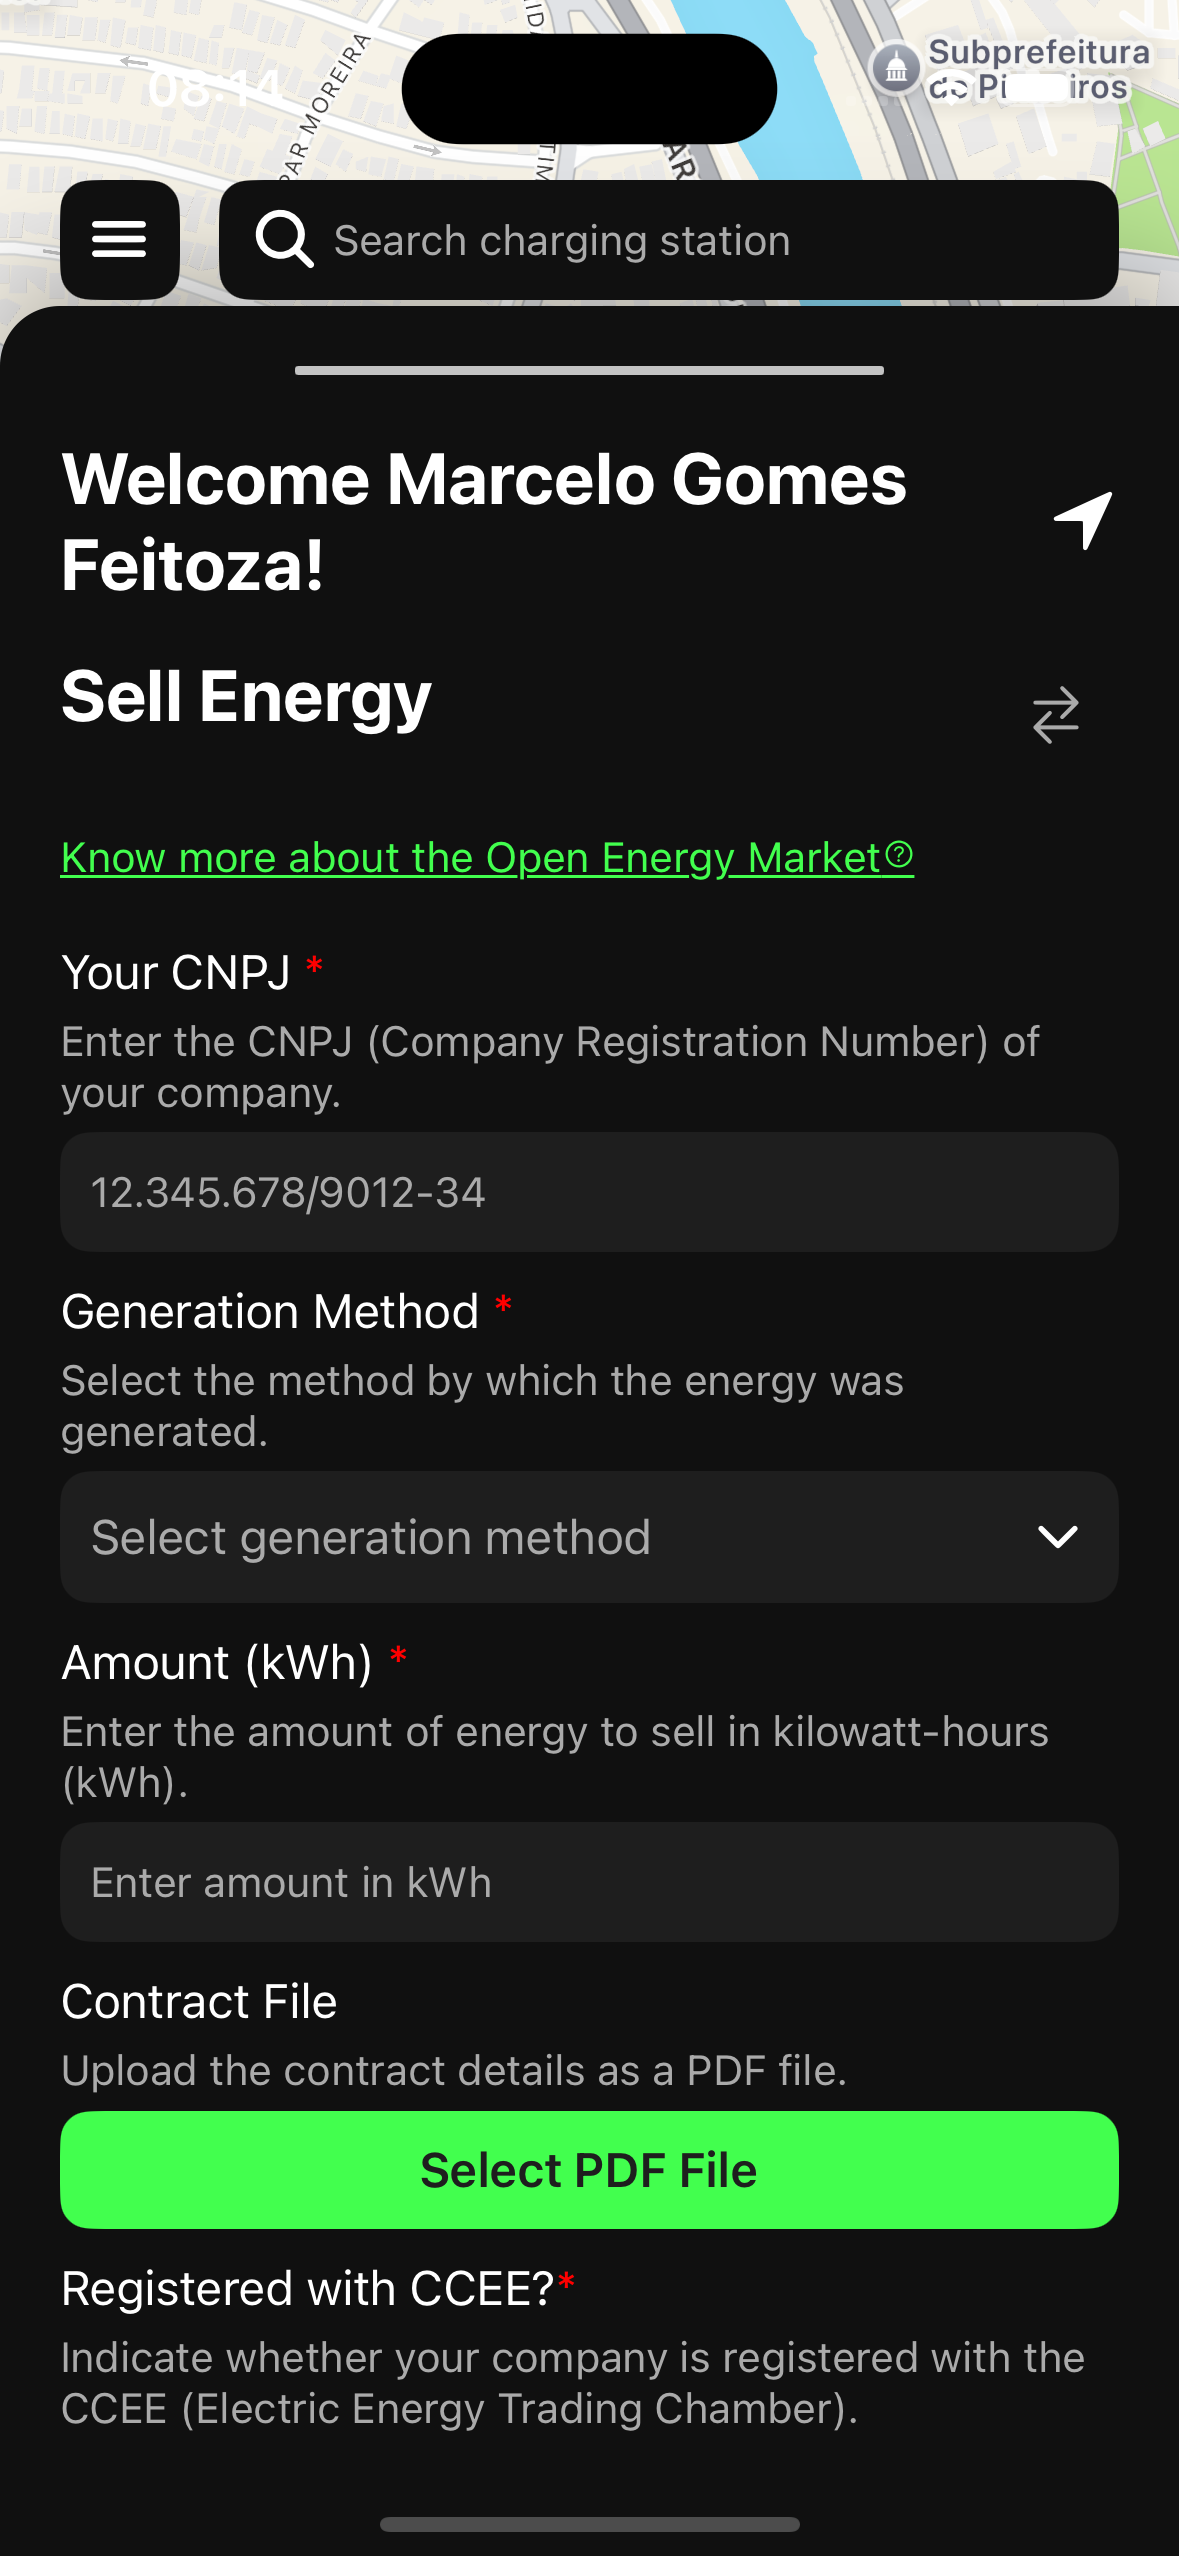 08:14
PAR MOREIRA
TIM
AR
Subprefeitura
Search charging station
Welcome Marcelo Gomes
Feitoza!
Sell Energy
Know more about the Open Energy Market
Your CNPJ *
Enter the CNPJ (Company Registration Number) of
your company.
12.345.678/9012-34
Generation Method *
Select the method by which the energy was
generated.
Select generation method
Amount (kWh) *
Enter the amount of energy to sell in kilowatt-hours
(kWh).
Enter amount in kWh
Contract File
Upload the contract details as a PDF file.
Select PDF File
Registered with CCEE?*
Indicate whether your company is registered with the
CCEE (Electric Energy Trading Chamber).